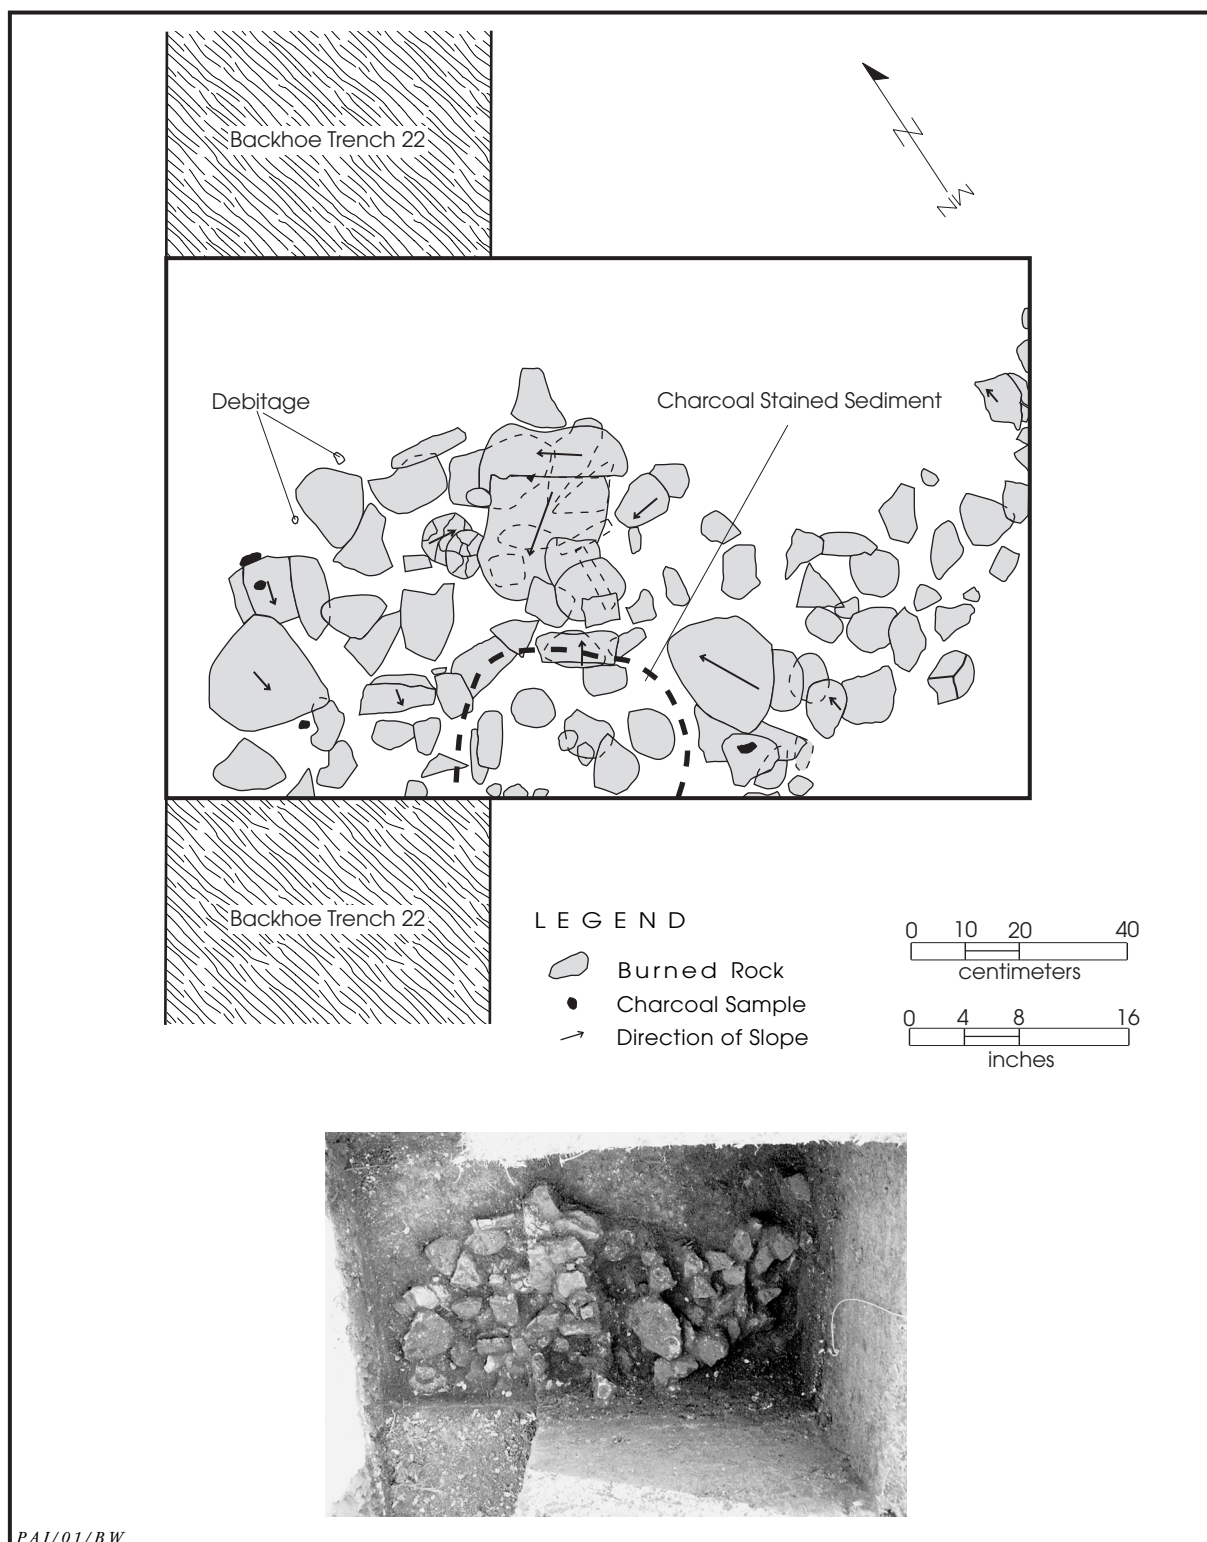 Backhoe Trench 22
N
MN
Debitage
Charcoal Stained Sediment
Backhoe Trench 22
LEGEND
Burned Rock
Charcoal Sample
Direction of Slope
0 10 20 40
centimeters
0 4 8 16
inches
PAI/01/BW